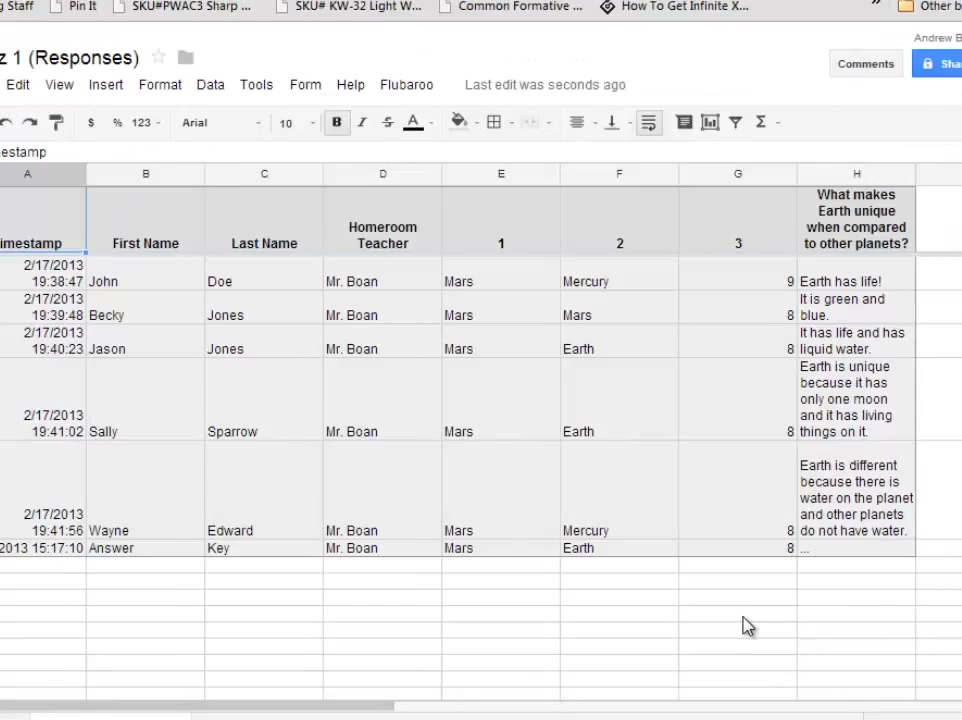 g Staff Pin It SKU#PWAC3 Sharp ... SKU# KW-32 Light W... Common Formative ... How To Get Infinite X... » Other b
Andrew B
z 1 (Responses)
Comments Sha
Edit View Insert Format Data Tools Form Help Flubaroo Last edit was seconds ago
$ % 123 Arial 10 B I S A Σ
estamp
A B C D E F G H
imestamp First Name Last Name Homeroom Teacher 1 2 3 What makes Earth unique when compared to other planets?
2/17/2013 19:38:47 John Doe Mr. Boan Mars Mercury 9 Earth has life!
2/17/2013 19:39:48 Becky Jones Mr. Boan Mars Mars 8 It is green and blue.
2/17/2013 19:40:23 Jason Jones Mr. Boan Mars Earth 8 It has life and has liquid water.
2/17/2013 19:41:02 Sally Sparrow Mr. Boan Mars Earth 8 Earth is unique because it has only one moon and it has living things on it.
2/17/2013 19:41:56 Wayne Edward Mr. Boan Mars Mercury 8 Earth is different because there is water on the planet and other planets do not have water.
2013 15:17:10 Answer Key Mr. Boan Mars Earth 8 ...